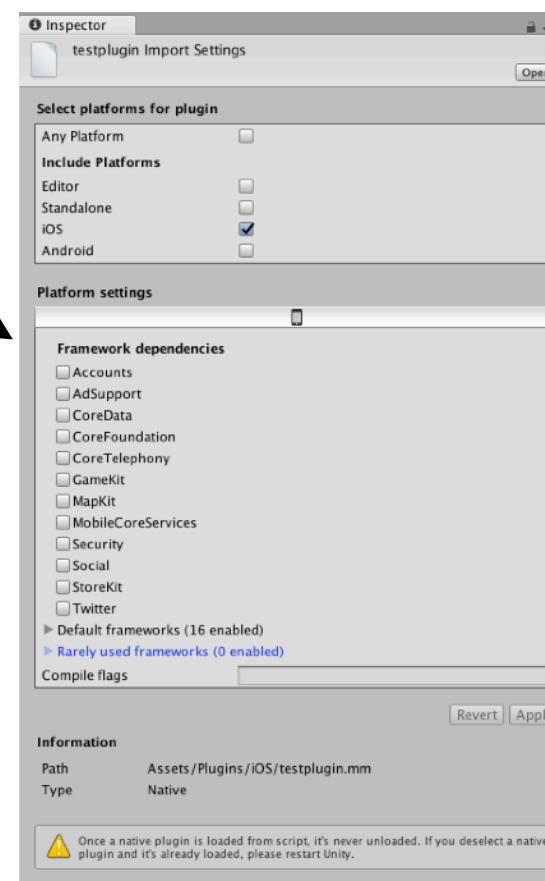 Inspector
testplugin Import Settings
Open
Select platforms for plugin
Any Platform
Include Platforms
Editor
Standalone
iOS
Android
Platform settings
Framework dependencies
Accounts
AdSupport
CoreData
CoreFoundation
CoreTelephony
GameKit
MapKit
MobileCoreServices
Security
Social
StoreKit
Twitter
Default frameworks (16 enabled)
Rarely used frameworks (0 enabled)
Compile flags
Revert Appl
Information
Path Assets/Plugins/iOS/testplugin.mm
Type Native
Once a native plugin is loaded from script, it's never unloaded. If you deselect a native
plugin and it's already loaded, please restart Unity.